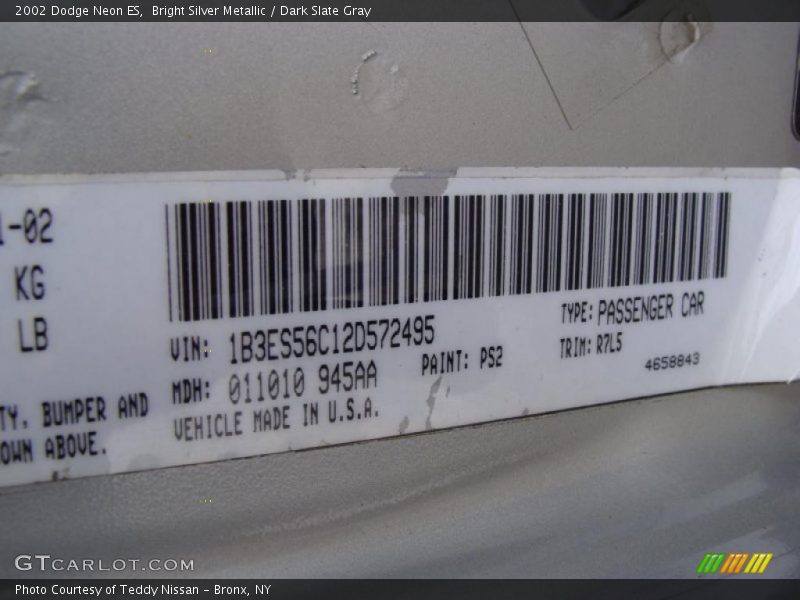 2002 Dodge Neon ES,  Bright Silver Metallic / Dark Slate Gray
1-02
KG
LB
VIN: 1B3ES56C12D572495
TYPE: PASSENGER CAR
MDH: 011010 945AA
PAINT: PS2
TRIM: R7L5
4658843
VEHICLE MADE IN U.S.A.
TY, BUMPER AND
OWN ABOVE.
GTCARLOT.COM
Photo Courtesy of Teddy Nissan - Bronx, NY